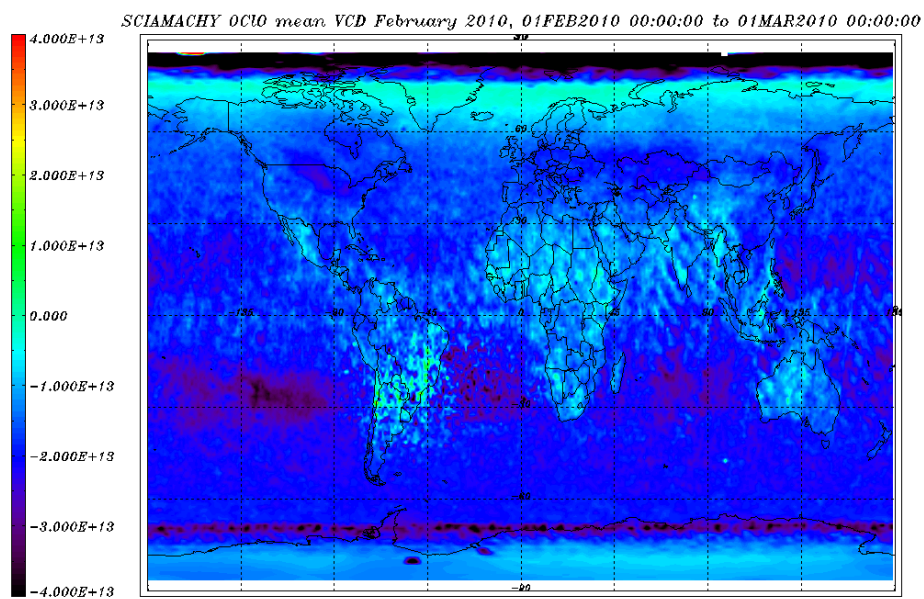 SCIAMACHY OClO mean VCD February 2010, 01FEB2010 00:00:00 to 01MAR2010 00:00:00
4.000E+13
3.000E+13
2.000E+13
1.000E+13
0.000
-1.000E+13
-2.000E+13
-3.000E+13
-4.000E+13
90
60
-135
-45
0
45
90
135
-60
-90